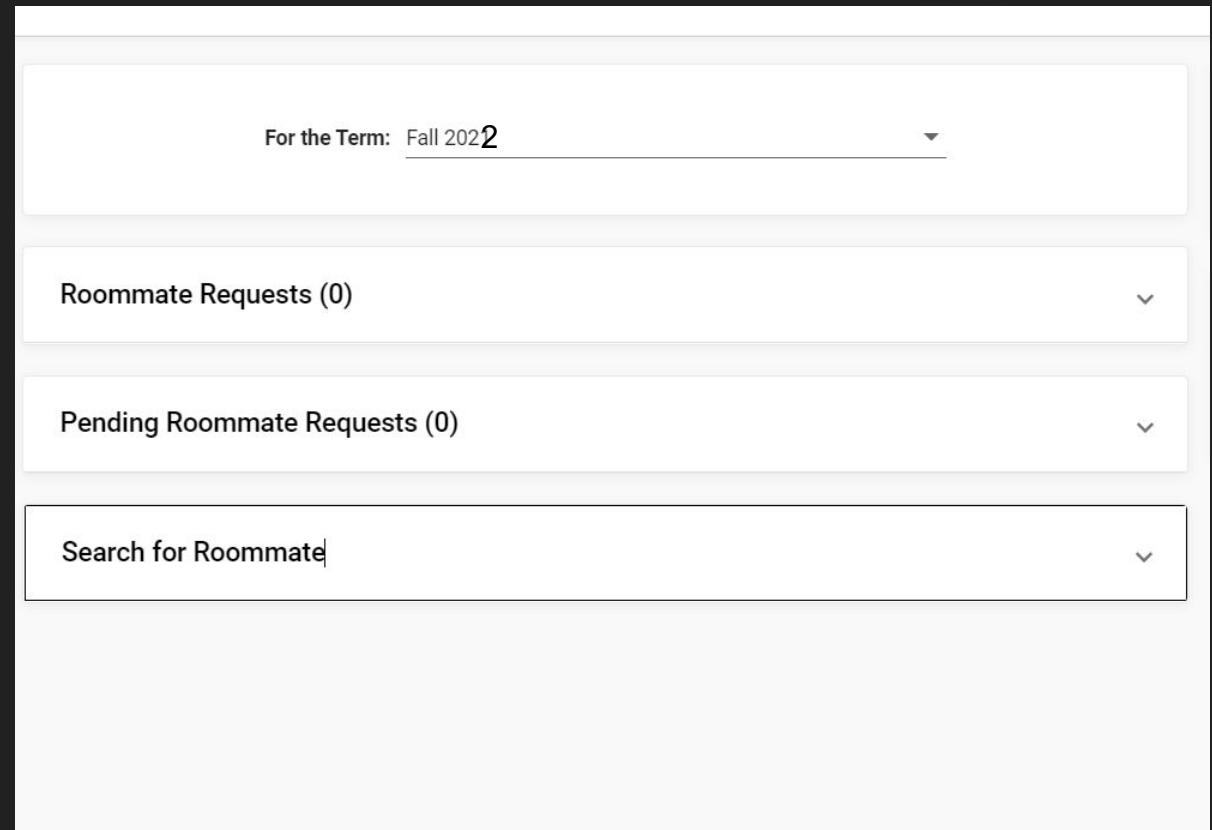 For the Term: Fall 2022
Roommate Requests (0)
Pending Roommate Requests (0)
Search for Roommate